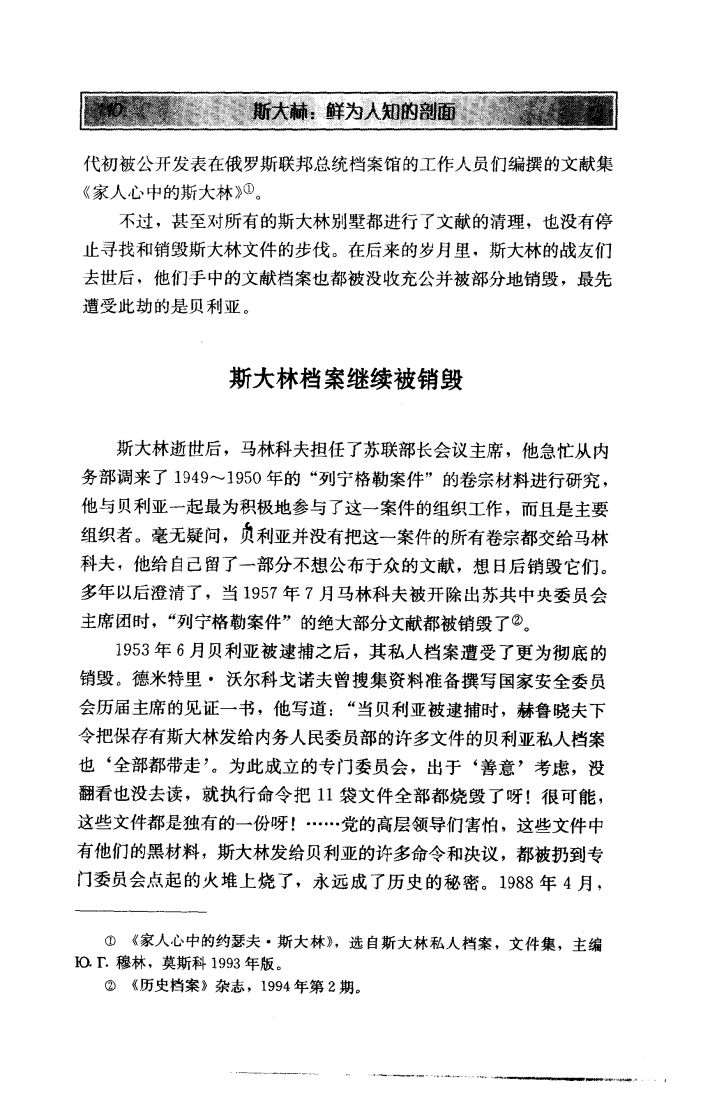 110
斯大林：鲜为人知的剖面
代初被公开发表在俄罗斯联邦总统档案馆的工作人员们编撰的文献集
《家人心中的斯大林》①。
不过，甚至对所有的斯大林别墅都进行了文献的清理，也没有停
止寻找和销毁斯大林文件的步伐。在后来的岁月里，斯大林的战友们
去世后，他们手中的文献档案也都被没收充公并被部分地销毁，最先
遭受此劫的是贝利亚。
斯大林档案继续被销毁
斯大林逝世后，马林科夫担任了苏联部长会议主席，他急忙从内
务部调来了1949～1950年的“列宁格勒案件”的卷宗材料进行研究，
他与贝利亚一起最为积极地参与了这一案件的组织工作，而且是主要
组织者。毫无疑问，贝利亚并没有把这一案件的所有卷宗都交给马林
科夫，他给自己留了一部分不想公布于众的文献，想日后销毁它们。
多年以后澄清了，当1957年7月马林科夫被开除出苏共中央委员会
主席团时，“列宁格勒案件”的绝大部分文献都被销毁了②。
1953年6月贝利亚被逮捕之后，其私人档案遭受了更为彻底的
销毁。德米特里·沃尔科戈诺夫曾搜集资料准备撰写国家安全委员
会历届主席的见证一书，他写道：“当贝利亚被逮捕时，赫鲁晓夫下
令把保存有斯大林发给内务人民委员部的许多文件的贝利亚私人档案
也‘全部都带走’。为此成立的专门委员会，出于‘善意’考虑，没
翻看也没去读，就执行命令把11袋文件全部都烧毁了呀！很可能，
这些文件都是独有的一份呀！……党的高层领导们害怕，这些文件中
有他们的黑材料，斯大林发给贝利亚的许多命令和决议，都被扔到专
门委员会点起的火堆上烧了，永远成了历史的秘密。1988年4月，
① 《家人心中的约瑟夫·斯大林》，选自斯大林私人档案，文件集，主编
Ю.Г.穆林，莫斯科1993年版。
② 《历史档案》杂志，1994年第2期。